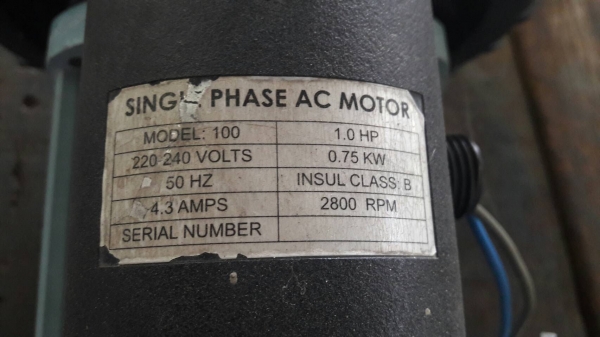 SINGLE PHASE AC MOTOR
MODEL: 100 1.0 HP
220-240 VOLTS 0.75 KW
50 HZ INSUL CLASS: B
4.3 AMPS 2800 RPM
SERIAL NUMBER